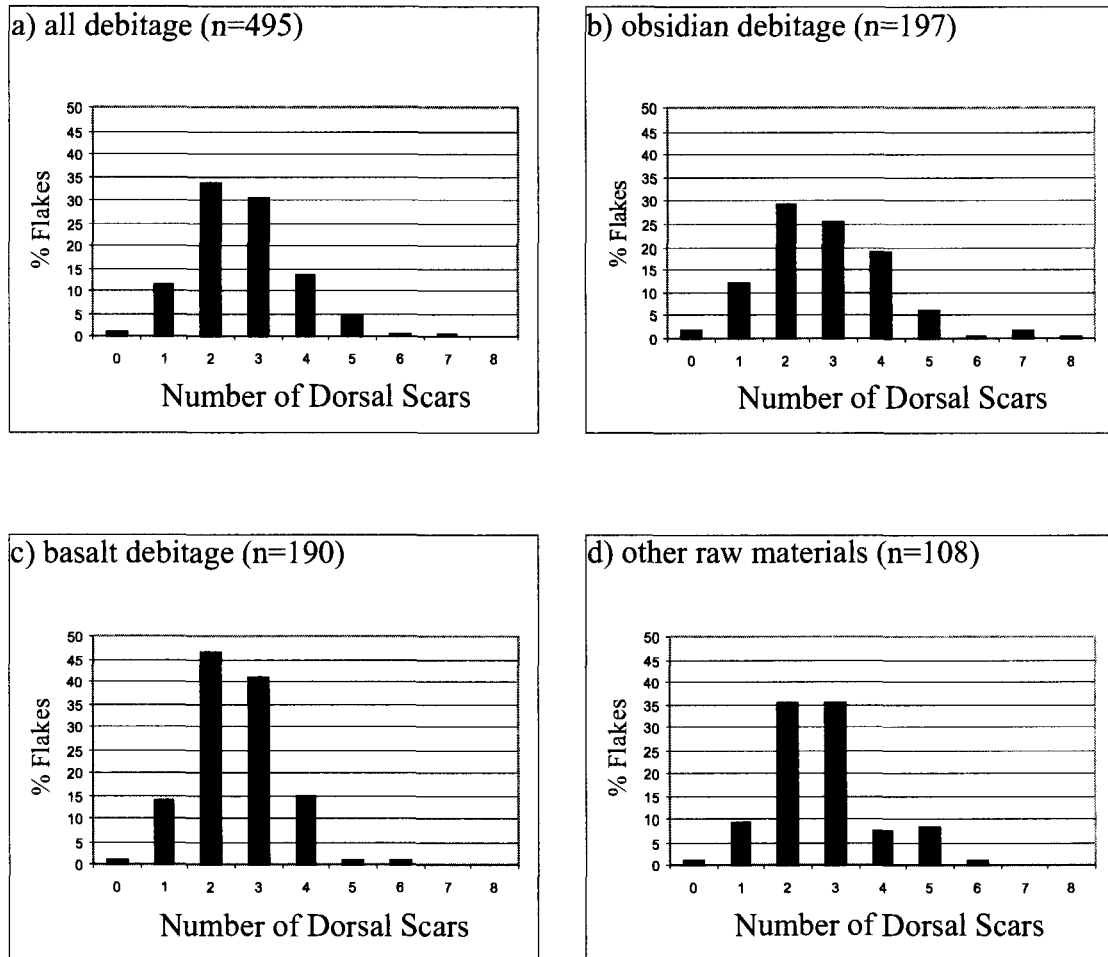 a) all debitage (n=495)
50
45
40
35
30
25
20
15
10
5
0
% Flakes
0 1 2 3 4 5 6 7 8
Number of Dorsal Scars
b) obsidian debitage (n=197)
50
45
40
35
30
25
20
15
10
5
0
% Flakes
0 1 2 3 4 5 6 7 8
Number of Dorsal Scars
c) basalt debitage (n=190)
50
45
40
35
30
25
20
15
10
5
0
% Flakes
0 1 2 3 4 5 6 7 8
Number of Dorsal Scars
d) other raw materials (n=108)
50
45
40
35
30
25
20
15
10
5
0
% Flakes
0 1 2 3 4 5 6 7 8
Number of Dorsal Scars